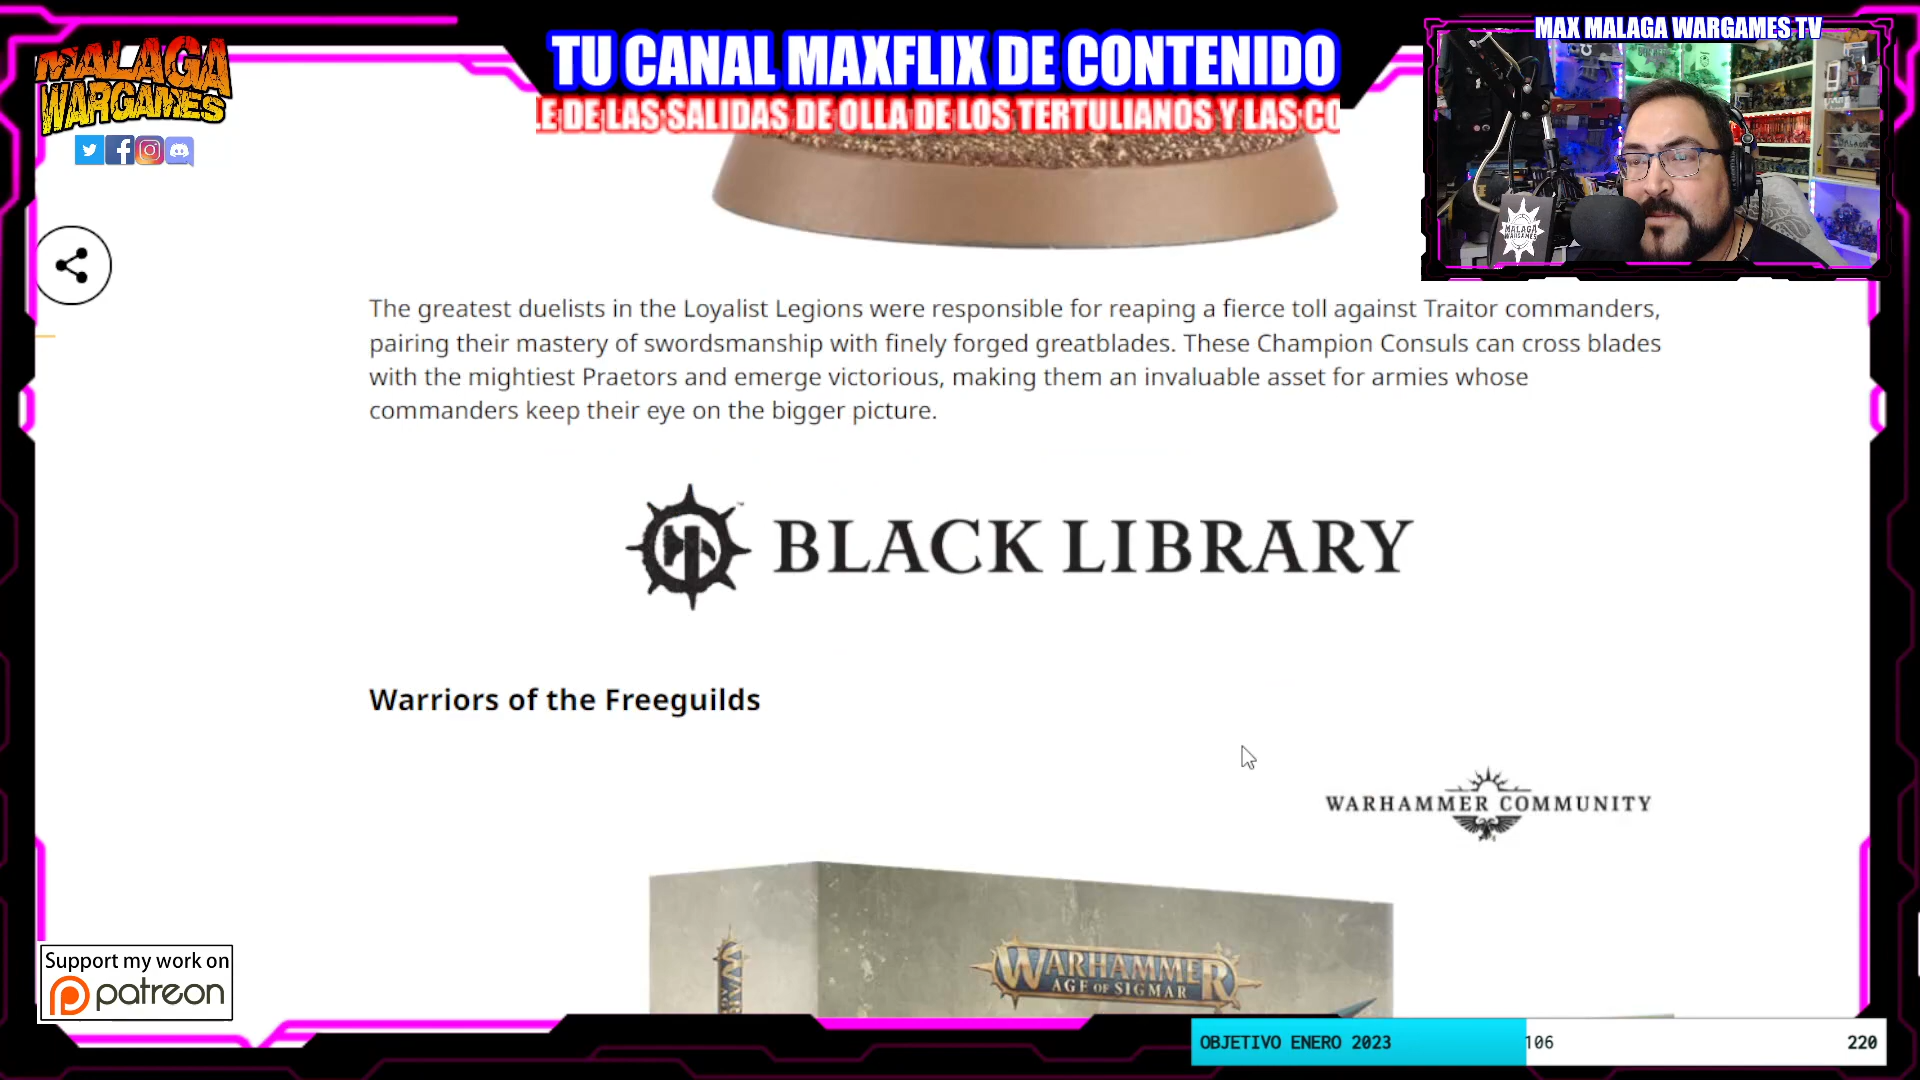 MALAGA
WARGAMES
TU CANAL MAXFLIX DE CONTENIDO
E DE LAS SALIDAS DE OLLA DE LOS TERTULIANOS Y LAS CO
MAX MALAGA WARGAMES TV
MALAGA
WARGAMES
The greatest duelists in the Loyalist Legions were responsible for reaping a fierce toll against Traitor commanders,
pairing their mastery of swordsmanship with finely forged greatblades. These Champion Consuls can cross blades
with the mightiest Praetors and emerge victorious, making them an invaluable asset for armies whose
commanders keep their eye on the bigger picture.
BLACK LIBRARY
Warriors of the Freeguilds
WARHAMMER COMMUNITY
WARHAMMER
AGE OF SIGMAR
Support my work on
patreon
OBJETIVO ENERO 2023 106 220